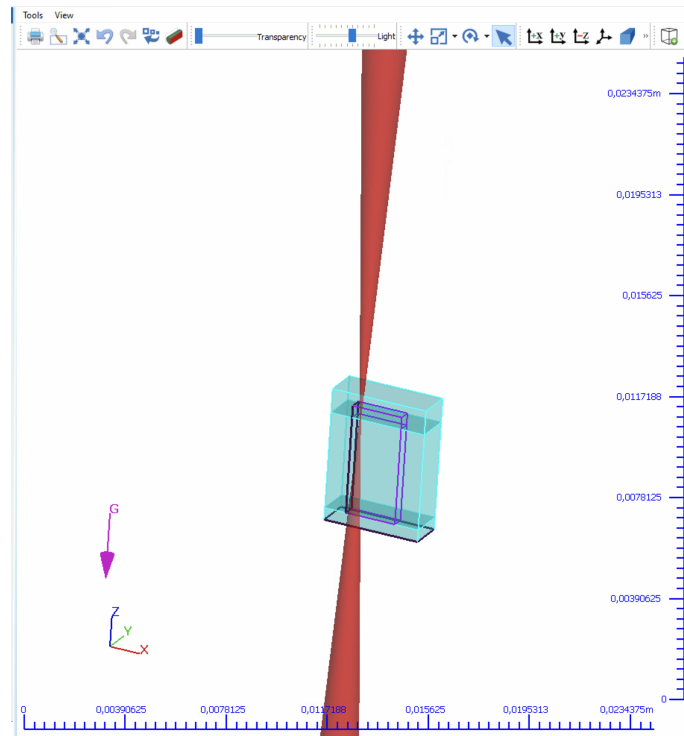 Tools View
Transparency Light +X +Y -Z »
0,0234375m
0,0195313
0,015625
0,0117188
0,0078125
G
0,00390625
Z
Y
X
0
0 0,00390625 0,0078125 0,0117188 0,015625 0,0195313 0,0234375m